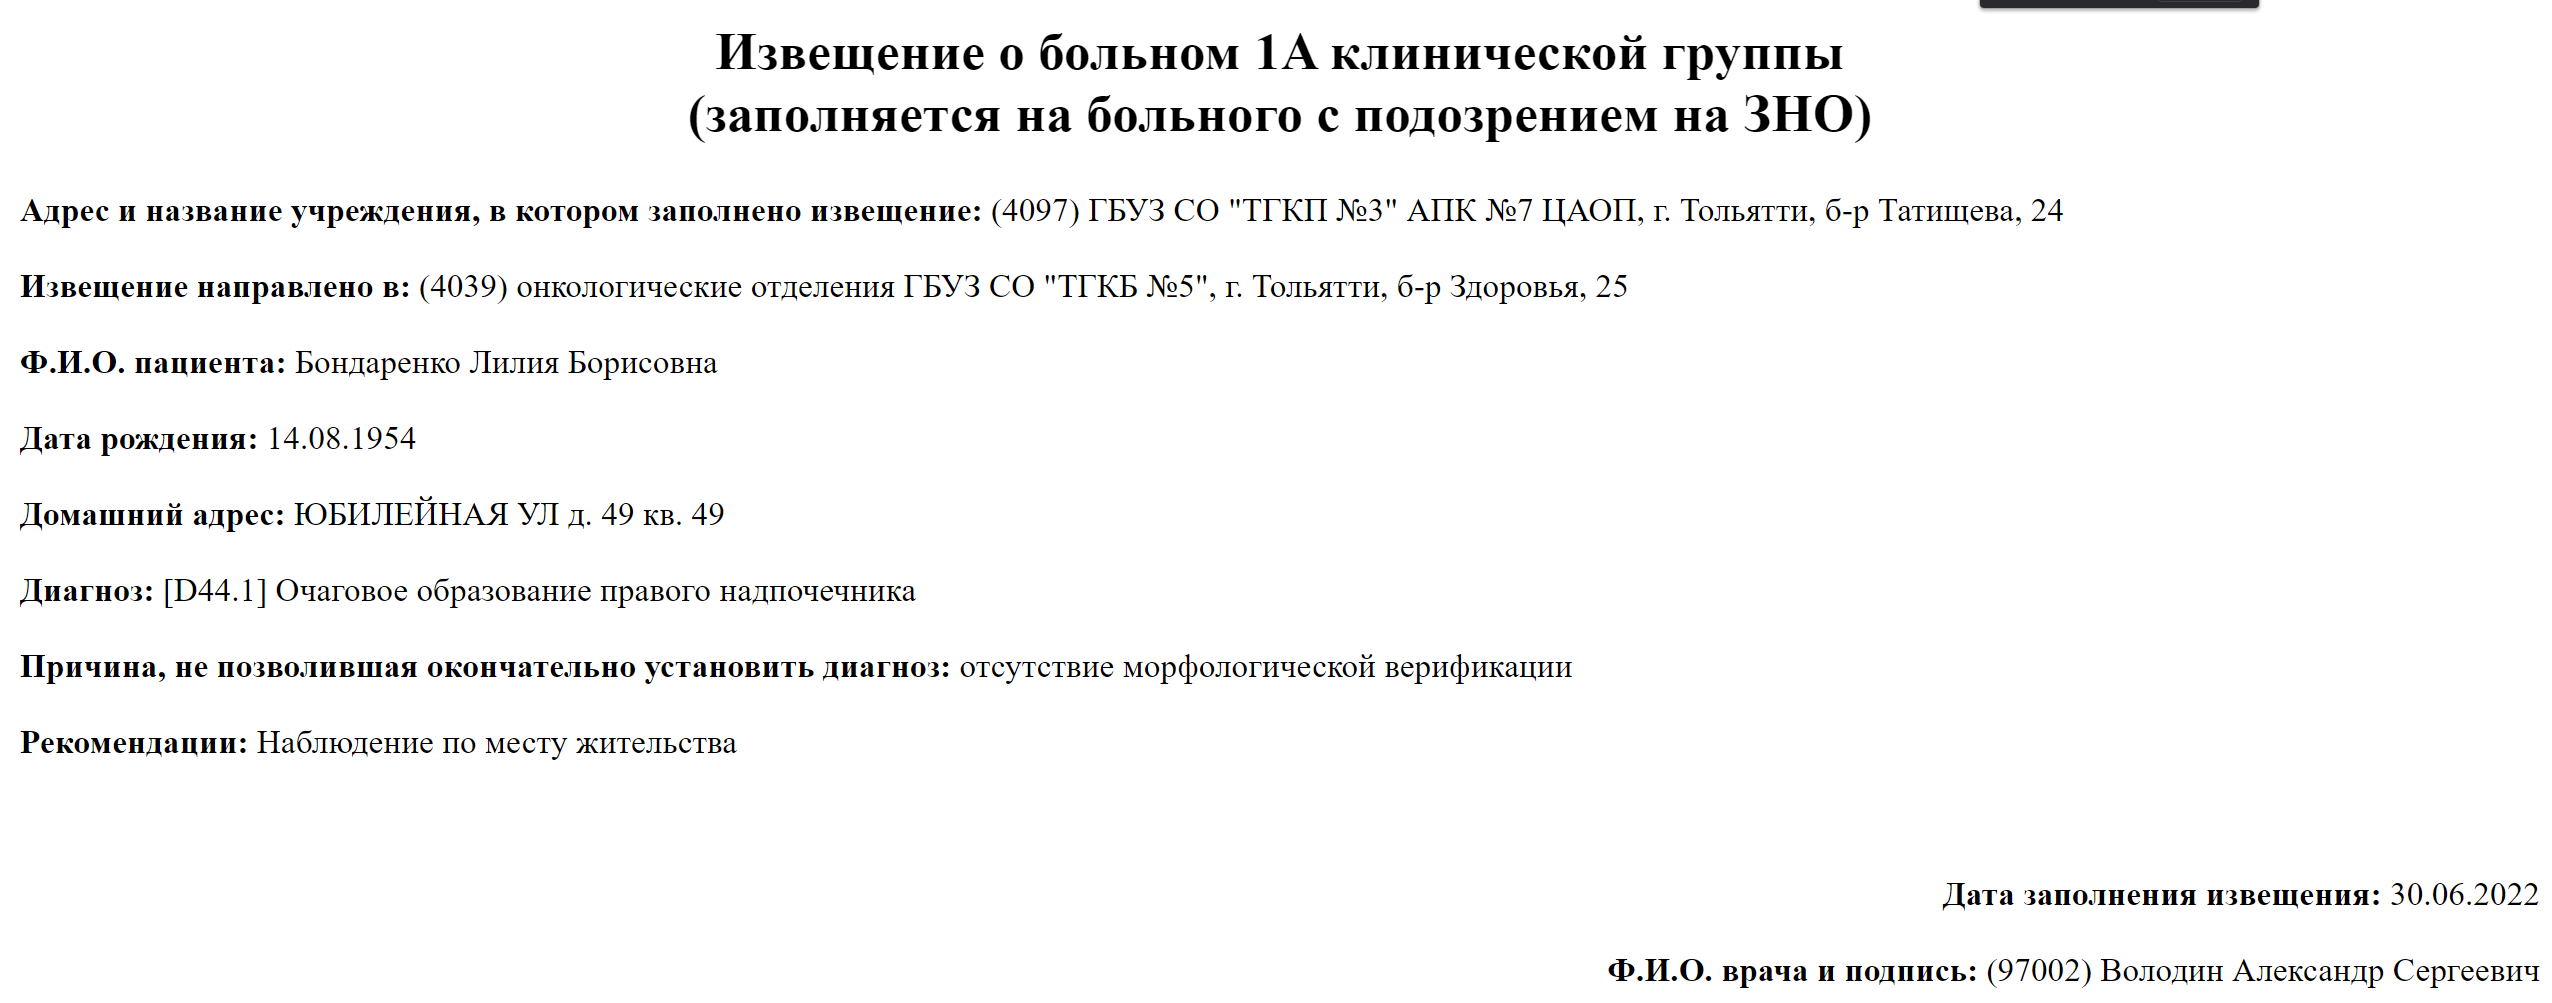 Извещение о больном 1А клинической группы
(заполняется на больного с подозрением на ЗНО)
Адрес и название учреждения, в котором заполнено извещение: (4097) ГБУЗ СО "ТГКП №3" АПК №7 ЦАОП, г. Тольятти, б-р Татищева, 24
Извещение направлено в: (4039) онкологические отделения ГБУЗ СО "ТГКБ №5", г. Тольятти, б-р Здоровья, 25
Ф.И.О. пациента: Бондаренко Лилия Борисовна
Дата рождения: 14.08.1954
Домашний адрес: ЮБИЛЕЙНАЯ УЛ д. 49 кв. 49
Диагноз: [D44.1] Очаговое образование правого надпочечника
Причина, не позволившая окончательно установить диагноз: отсутствие морфологической верификации
Рекомендации: Наблюдение по месту жительства
Дата заполнения извещения: 30.06.2022
Ф.И.О. врача и подпись: (97002) Володин Александр Сергеевич